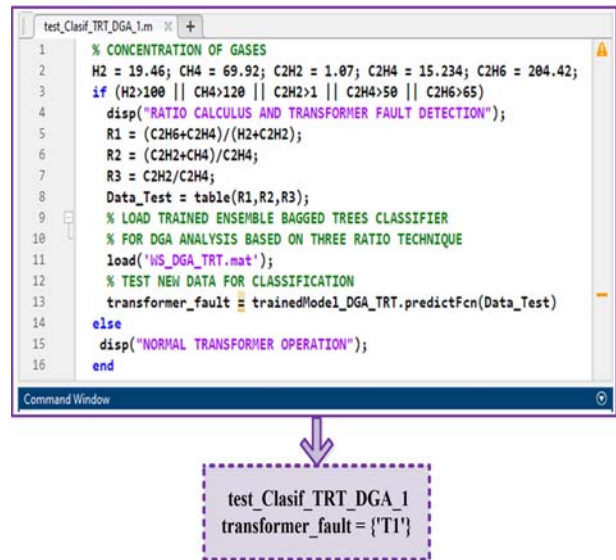 test_Clasif_TRT_DGA_1.m × +
1 % CONCENTRATION OF GASES
2 H2 = 19.46; CH4 = 69.92; C2H2 = 1.07; C2H4 = 15.234; C2H6 = 204.42;
3 if (H2>100 || CH4>120 || C2H2>1 || C2H4>50 || C2H6>65)
4 disp("RATIO CALCULUS AND TRANSFORMER FAULT DETECTION");
5 R1 = (C2H6+C2H4)/(H2+C2H2);
6 R2 = (C2H2+CH4)/C2H4;
7 R3 = C2H2/C2H4;
8 Data_Test = table(R1,R2,R3);
9 % LOAD TRAINED ENSEMBLE BAGGED TREES CLASSIFIER
10 % FOR DGA ANALYSIS BASED ON THREE RATIO TECHNIQUE
11 load('WS_DGA_TRT.mat');
12 % TEST NEW DATA FOR CLASSIFICATION
13 transformer_fault = trainedModel_DGA_TRT.predictFcn(Data_Test)
14 else
15 disp("NORMAL TRANSFORMER OPERATION");
16 end
Command Window
test_Clasif_TRT_DGA_1
transformer_fault = {'T1'}